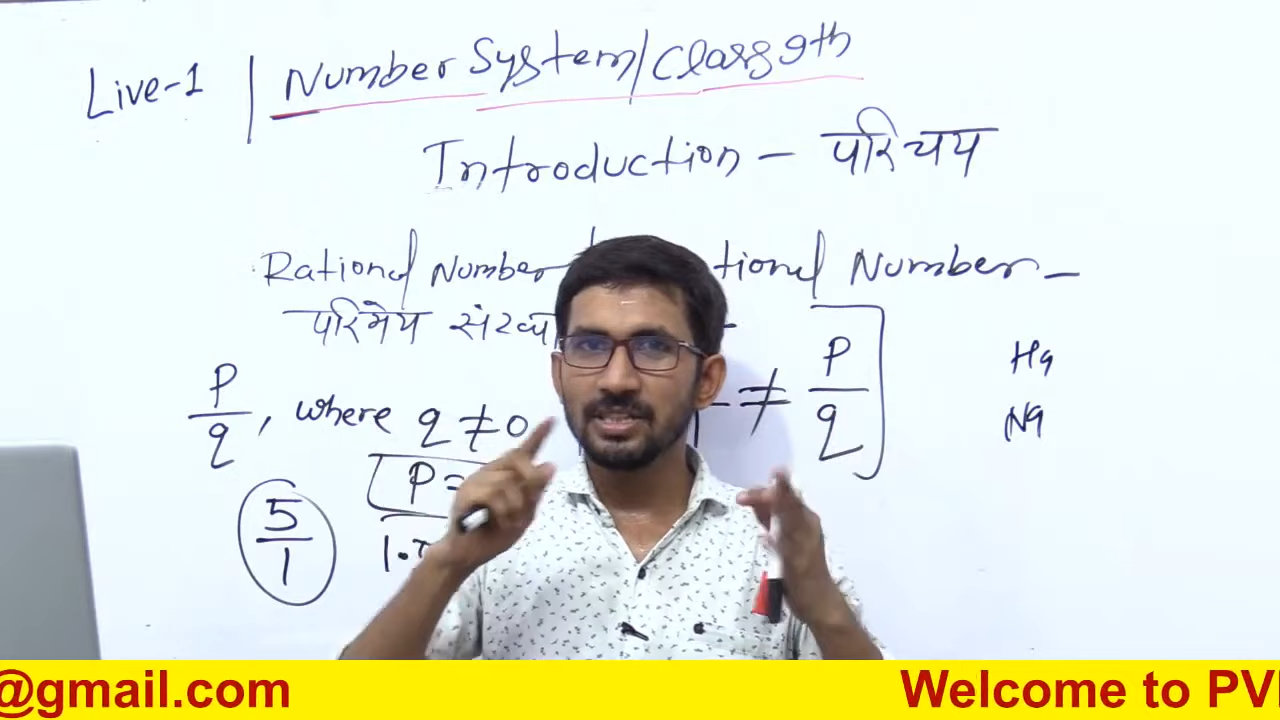 Live-1 | Number System/Class 9th
Introduction - परिचय
Rational Number tional Number -
परिमेय संख्या
P/q, where q ≠ 0
≠ P/q
P =
5/1
1.
Hq
Nq
@gmail.com
Welcome to PV